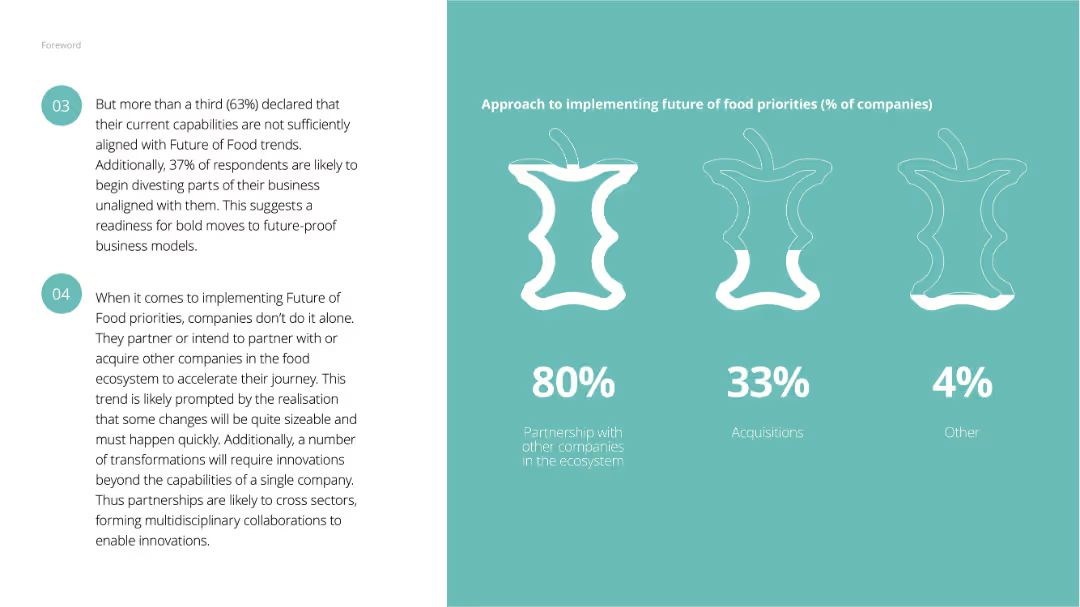 Foreword
03
But more than a third (63%) declared that
their current capabilities are not sufficiently
aligned with Future of Food trends.
Additionally, 37% of respondents are likely to
begin divesting parts of their business
unaligned with them. This suggests a
readiness for bold moves to future-proof
business models.
04
When it comes to implementing Future of
Food priorities, companies don’t do it alone.
They partner or intend to partner with or
acquire other companies in the food
ecosystem to accelerate their journey. This
trend is likely prompted by the realisation
that some changes will be quite sizeable and
must happen quickly. Additionally, a number
of transformations will require innovations
beyond the capabilities of a single company.
Thus partnerships are likely to cross sectors,
forming multidisciplinary collaborations to
enable innovations.
Approach to implementing future of food priorities (% of companies)
80%
Partnership with
other companies
in the ecosystem
33%
Acquisitions
4%
Other